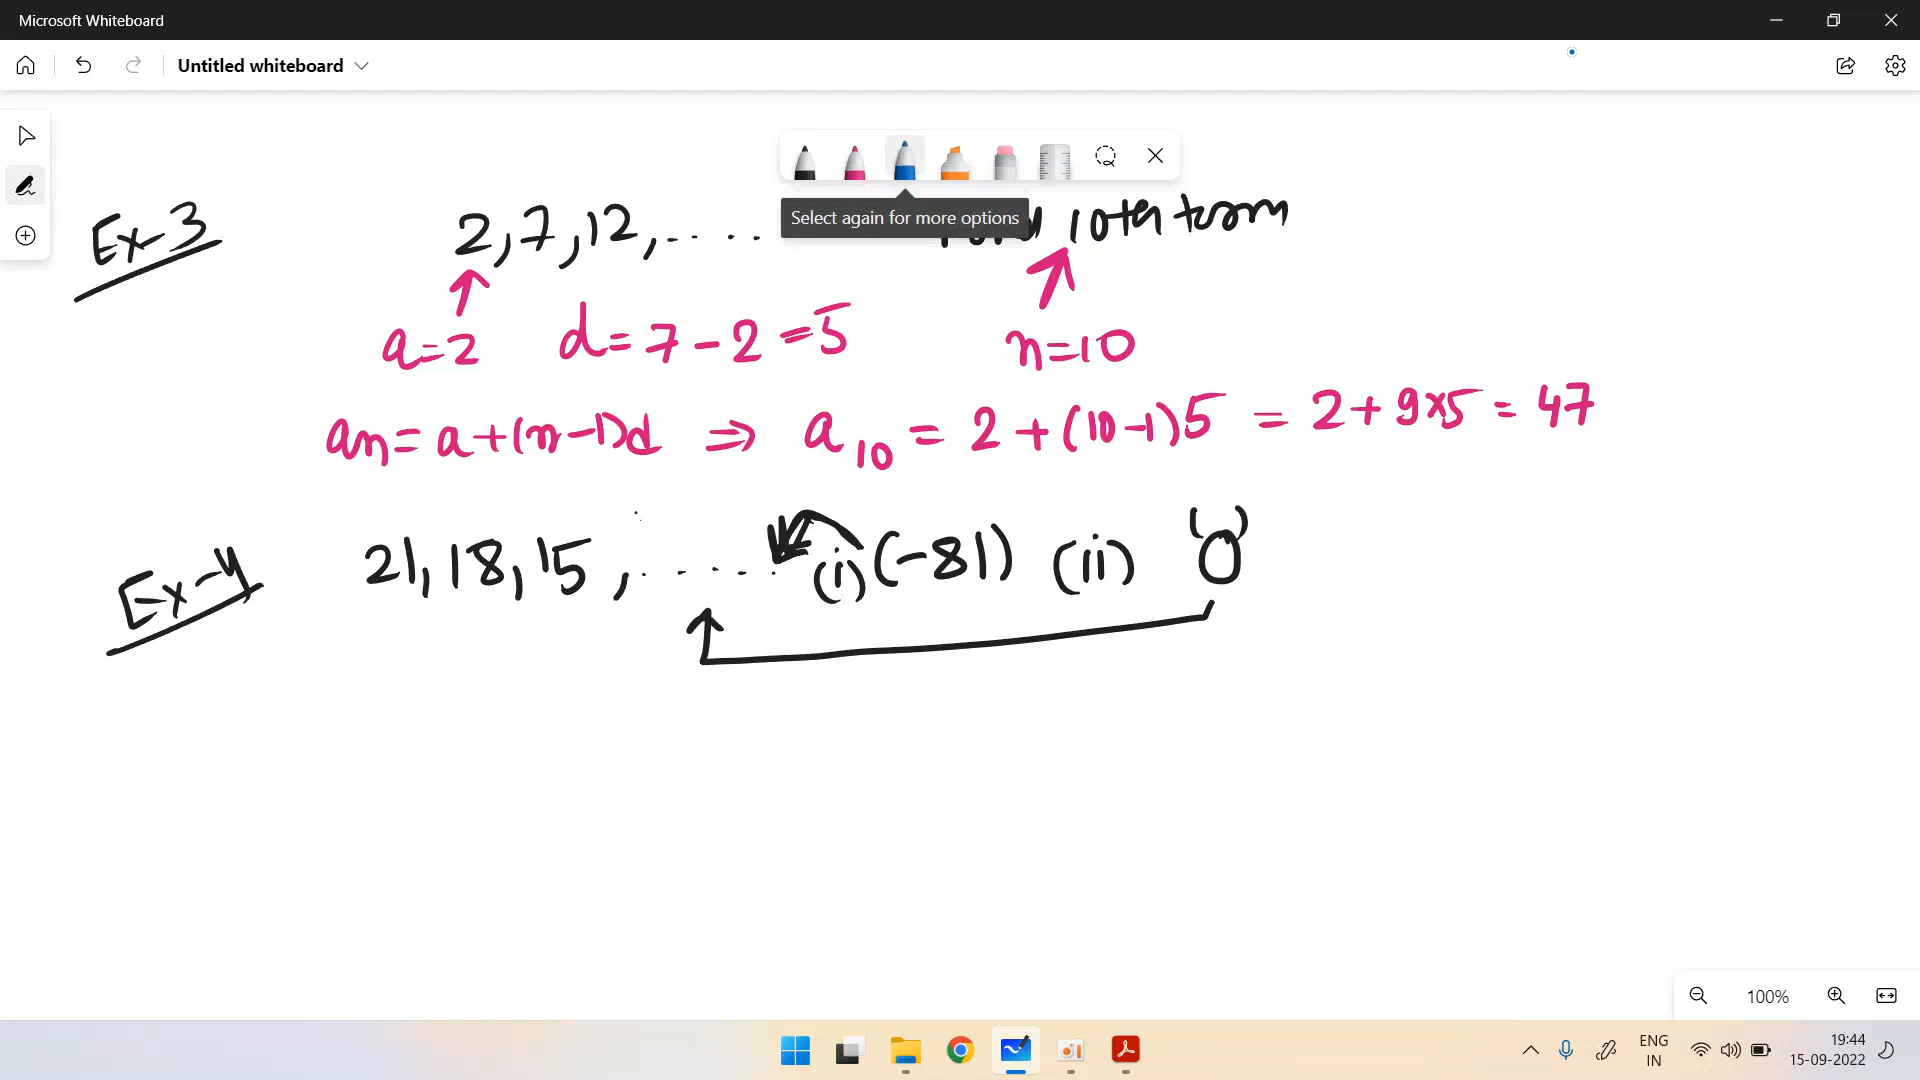 Microsoft Whiteboard
Untitled whiteboard
Select again for more options
Ex-3 2, 7, 12, ..... 10th term
a=2 d=7-2=5 n=10
an=a+(n-1)d ⇒ a10 = 2+(10-1)5 = 2+9×5 = 47
Ex-4 21, 18, 15, ..... (i) (-81) (ii) '0'
100%
ENG
IN
19:44
15-09-2022